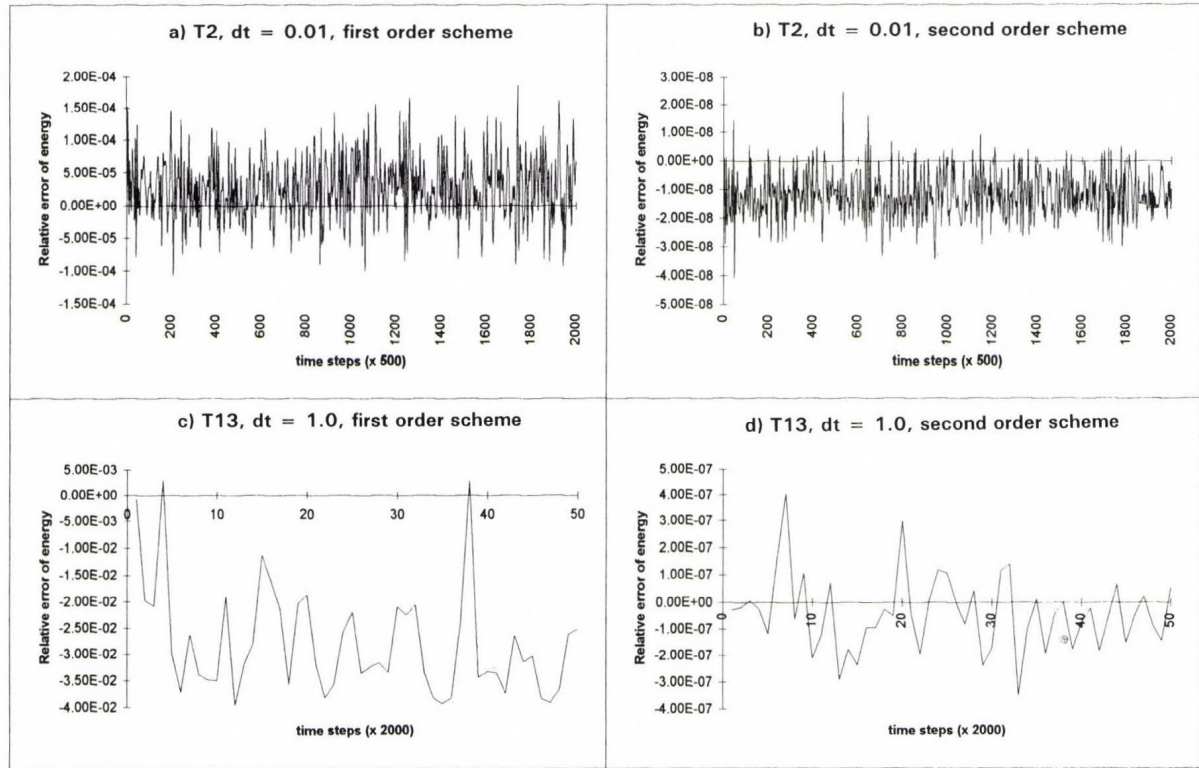 a) T2, dt = 0.01, first order scheme
Relative error of energy
2.00E-04
1.50E-04
1.00E-04
5.00E-05
0.00E+00
-5.00E-05
-1.00E-04
-1.50E-04
0 200 400 600 800 1000 1200 1400 1600 1800 2000
time steps (x 500)
b) T2, dt = 0.01, second order scheme
Relative error of energy
3.00E-08
2.00E-08
1.00E-08
0.00E+00
-1.00E-08
-2.00E-08
-3.00E-08
-4.00E-08
-5.00E-08
0 200 400 600 800 1000 1200 1400 1600 1800 2000
time steps (x 500)
c) T13, dt = 1.0, first order scheme
Relative error of energy
5.00E-03
0.00E+00
-5.00E-03
-1.00E-02
-1.50E-02
-2.00E-02
-2.50E-02
-3.00E-02
-3.50E-02
-4.00E-02
0 10 20 30 40 50
time steps (x 2000)
d) T13, dt = 1.0, second order scheme
Relative error of energy
5.00E-07
4.00E-07
3.00E-07
2.00E-07
1.00E-07
0.00E+00
-1.00E-07
-2.00E-07
-3.00E-07
-4.00E-07
0 10 20 30 40 50
time steps (x 2000)